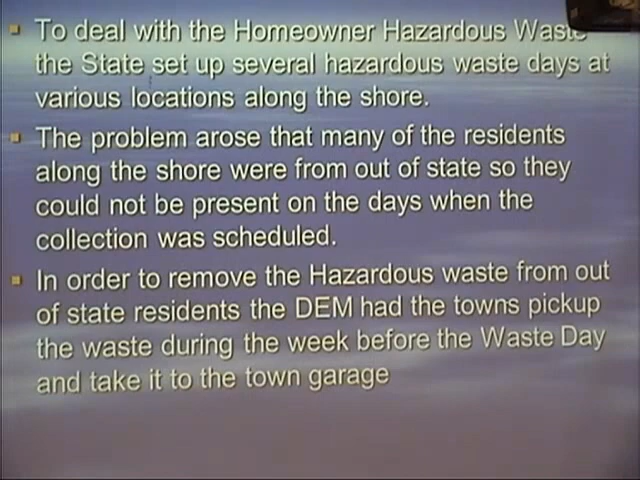 To deal with the Homeowner Hazardous Waste
the State set up several hazardous waste days at
various locations along the shore.
The problem arose that many of the residents
along the shore were from out of state so they
could not be present on the days when the
collection was scheduled.
In order to remove the Hazardous waste from out
of state residents the DEM had the towns pickup
the waste during the week before the Waste Day
and take it to the town garage